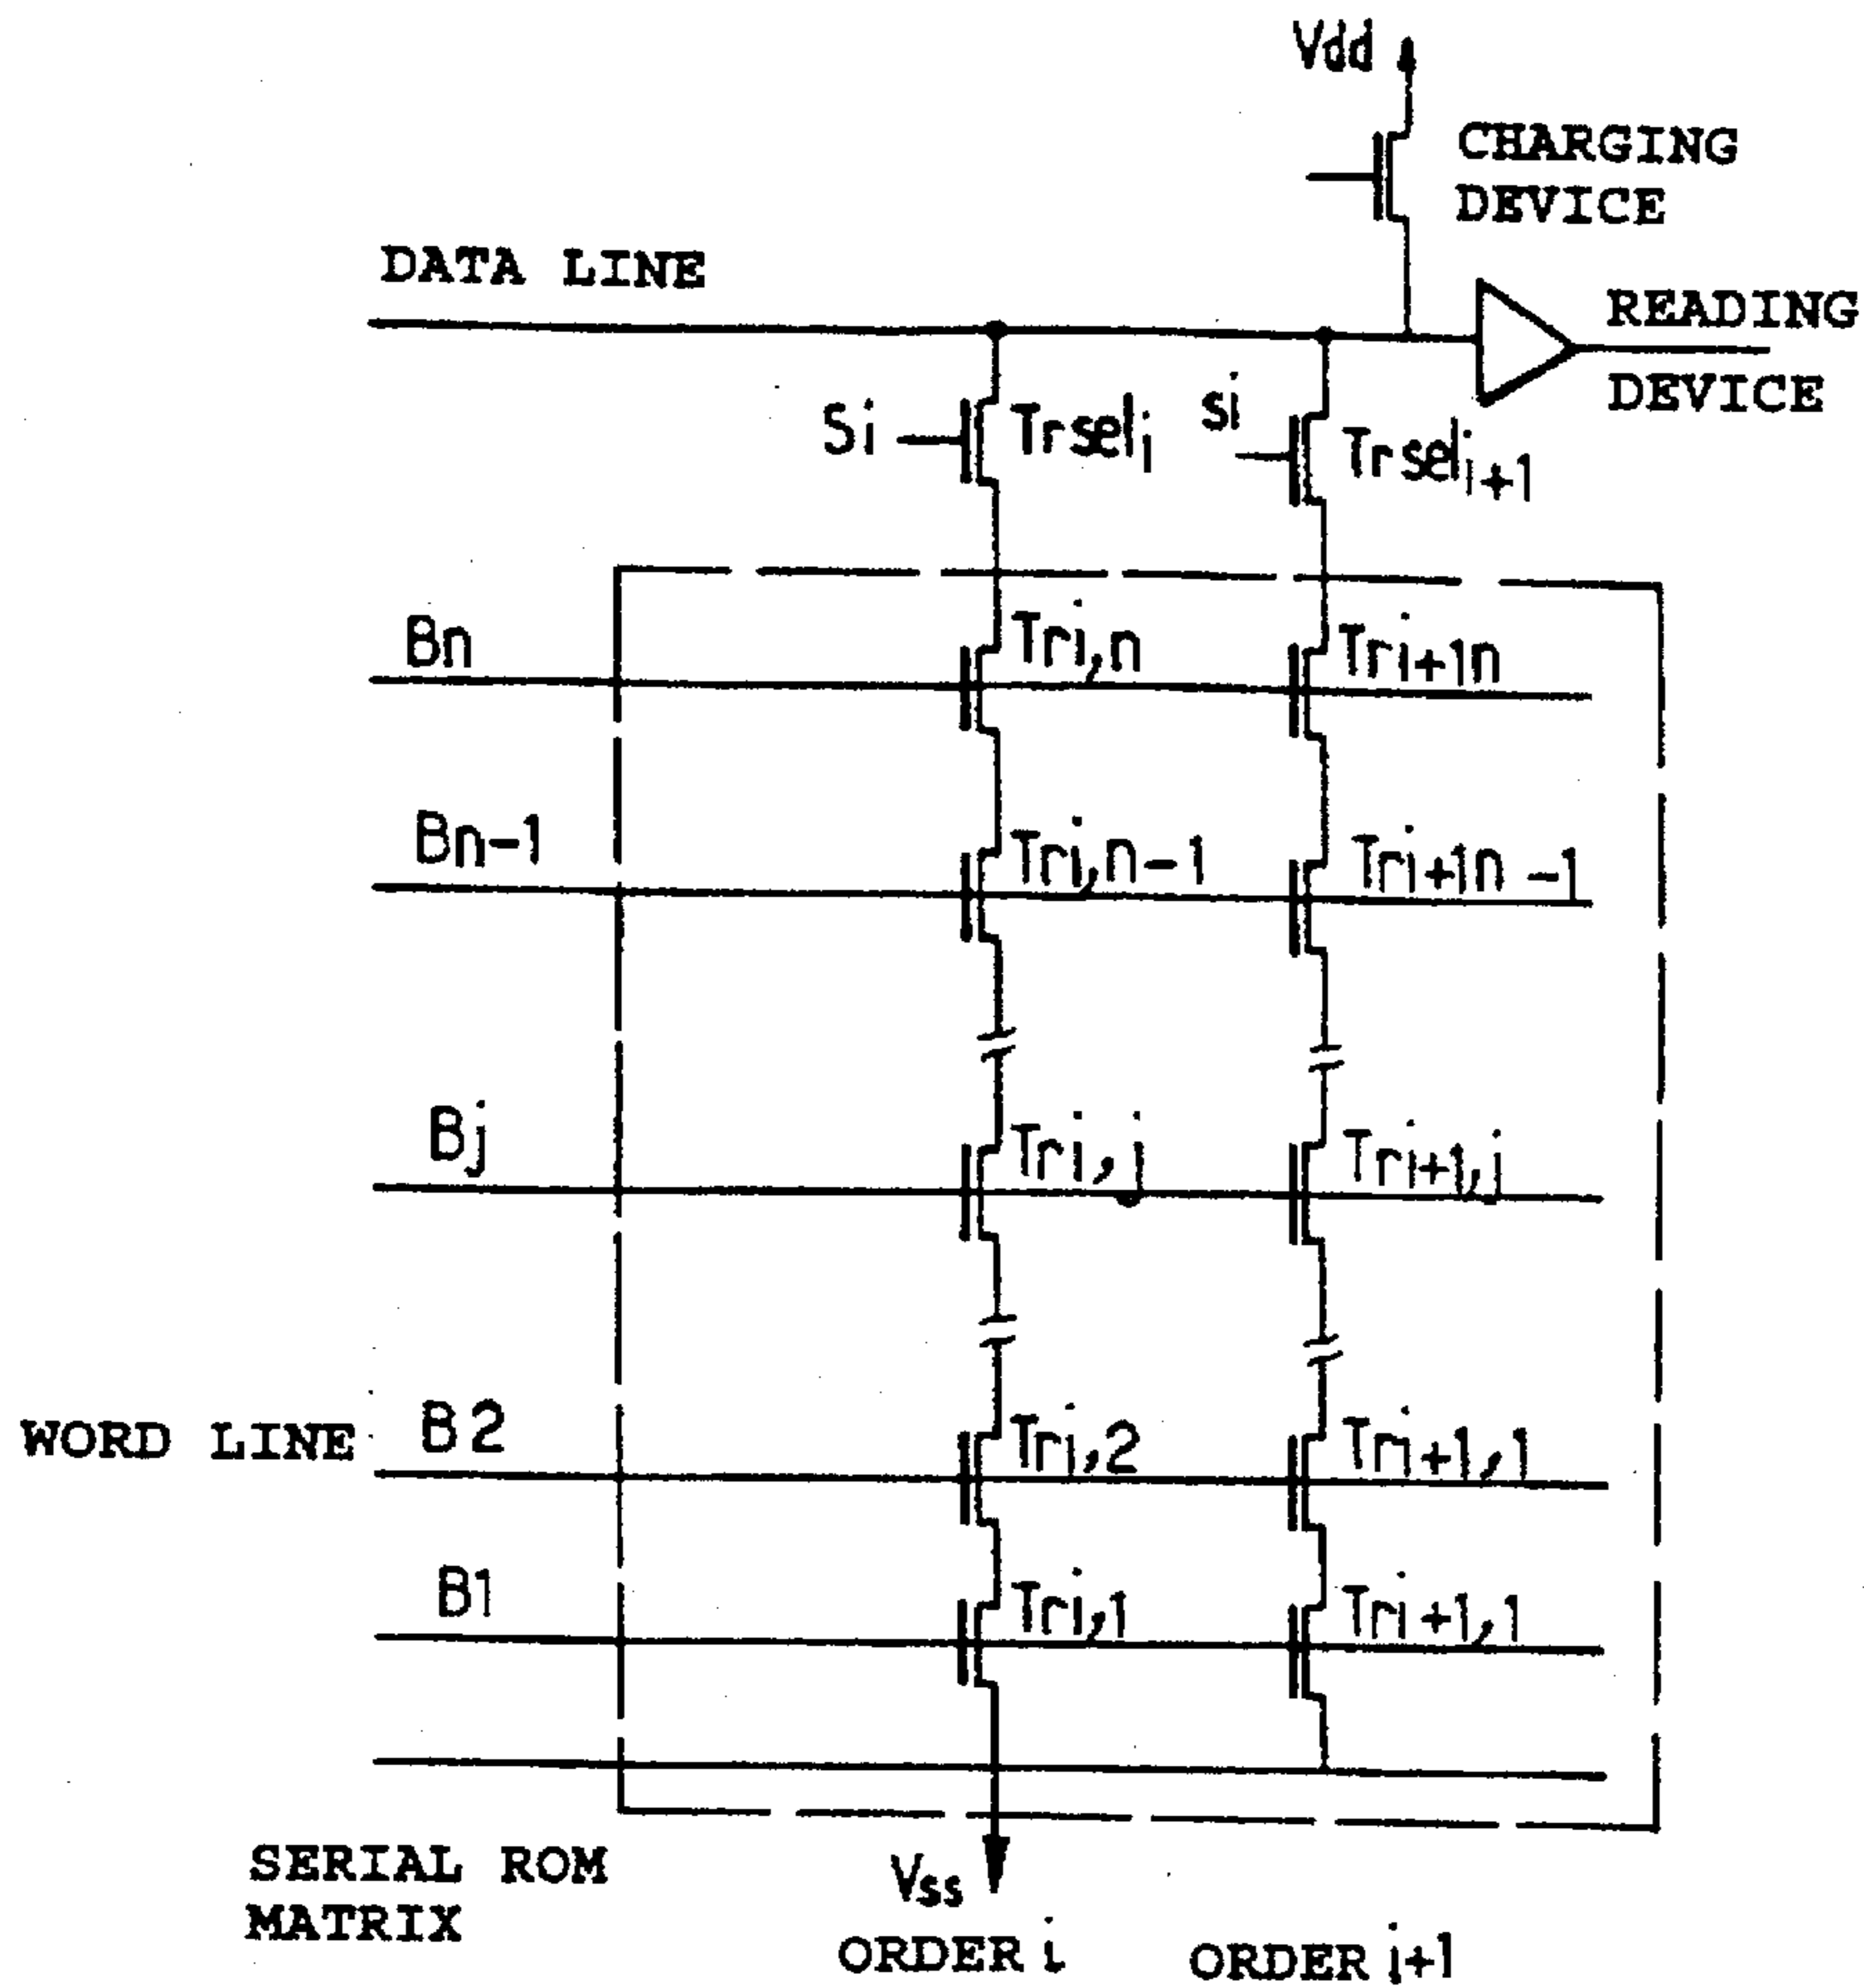 Vdd
CHARGING
DEVICE
DATA LINE
READING
DEVICE
Si
Trseli
Si
Trseli+1
Bn
Tri,n
Tri+1n
Bn-1
Tri,n-1
Tri+1n-1
Bj
Tri,j
Tri+1,j
WORD LINE
B2
Tri,2
Tri+1,1
B1
Tri,1
Tri+1,1
SERIAL ROM
MATRIX
Vss
ORDER i
ORDER i+1